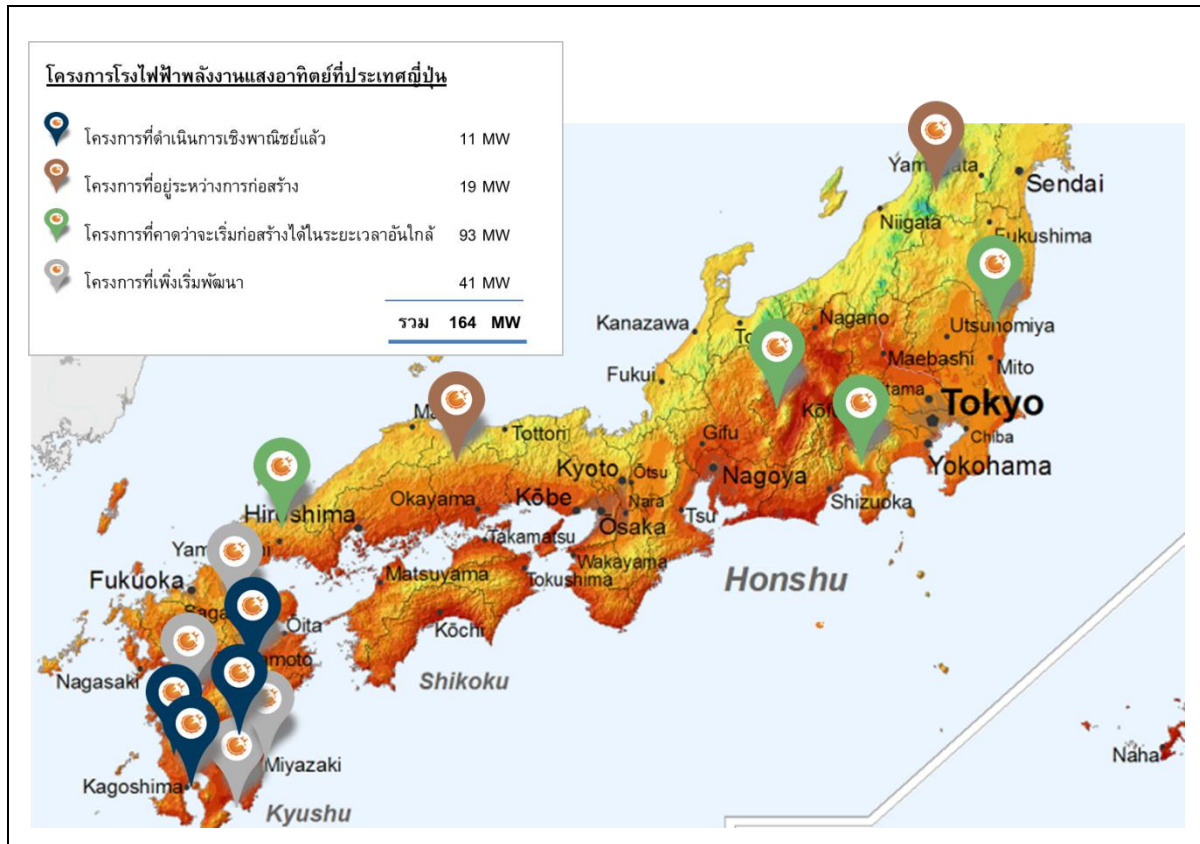 โครงการโรงไฟฟ้าพลังงานแสงอาทิตย์ที่ประเทศญี่ปุ่น
โครงการที่ดำเนินการเชิงพาณิชย์แล้ว 11 MW
โครงการที่อยู่ระหว่างการก่อสร้าง 19 MW
โครงการที่คาดว่าจะเริ่มก่อสร้างได้ในระยะเวลาอันใกล้ 93 MW
โครงการที่เพิ่งเริ่มพัฒนา 41 MW
รวม 164 MW
Sendai
Niigata
Fukushima
Kanazawa
Nagano
Utsunomiya
Maebashi
Mito
Fukui
Tokyo
Tottori
Gifu
Chiba
Kyoto
Ōtsu
Nagoya
Yokohama
Okayama
Kōbe
Nara
Shizuoka
Hiroshima
Ōsaka
Tsu
Takamatsu
Wakayama
Fukuoka
Matsuyama
Tokushima
Honshu
Ōita
Kōchi
Nagasaki
Shikoku
Miyazaki
Naha
Kagoshima
Kyushu